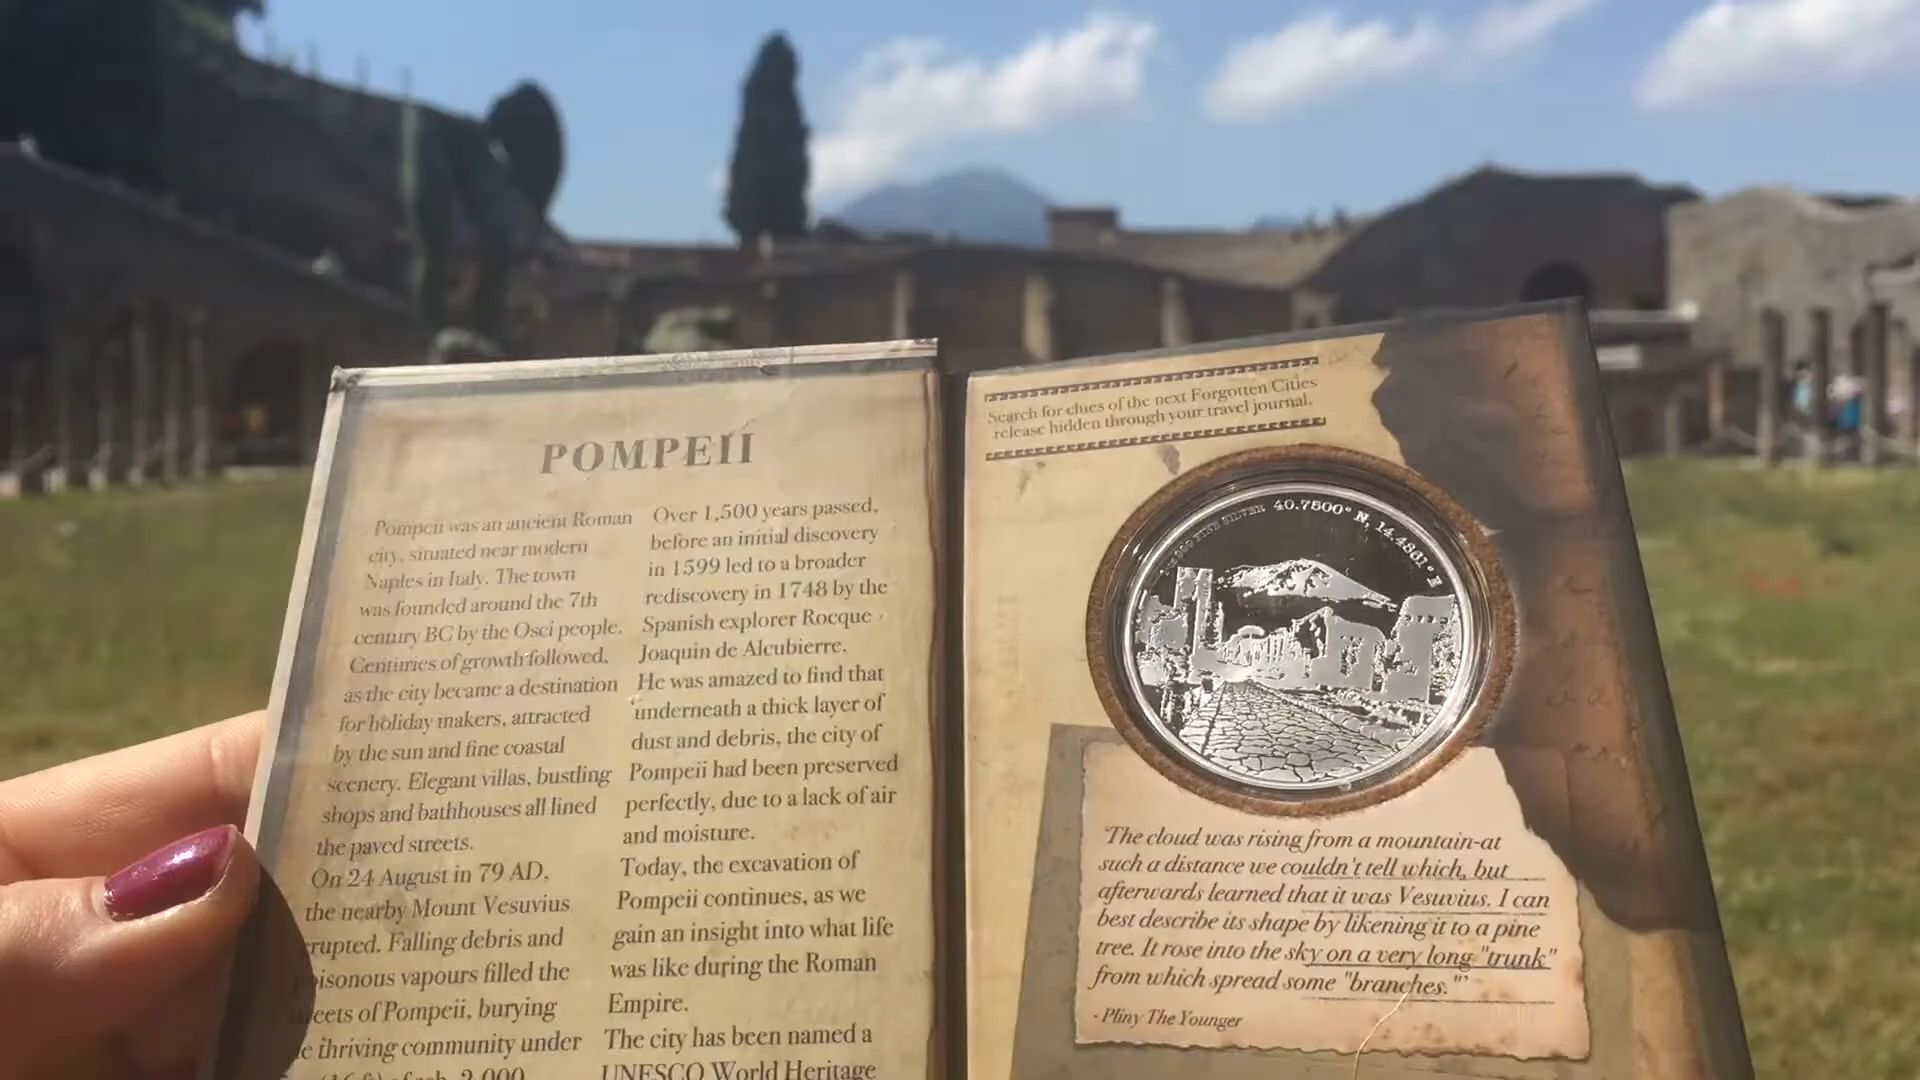 POMPEII
Pompeii was an ancient Roman
city, situated near modern
Naples in Italy. The town
was founded around the 7th
century BC by the Osci people.
Centuries of growth followed,
as the city became a destination
for holiday makers, attracted
by the sun and fine coastal
scenery. Elegant villas, bustling
shops and bathhouses all lined
the paved streets.
On 24 August in 79 AD,
the nearby Mount Vesuvius
rupted. Falling debris and
isonous vapours filled the
eets of Pompeii, burying
e thriving community under
Over 1,500 years passed,
before an initial discovery
in 1599 led to a broader
rediscovery in 1748 by the
Spanish explorer Rocque
Joaquin de Alcubierre.
He was amazed to find that
underneath a thick layer of
dust and debris, the city of
Pompeii had been preserved
perfectly, due to a lack of air
and moisture.
Today, the excavation of
Pompeii continues, as we
gain an insight into what life
was like during the Roman
Empire.
The city has been named a
UNESCO World Heritage
Search for clues of the next Forgotten Cities
release hidden through your travel journal.
FINE SILVER 40.7500° N, 14.4861° E
'The cloud was rising from a mountain-at
such a distance we couldn't tell which, but
afterwards learned that it was Vesuvius. I can
best describe its shape by likening it to a pine
tree. It rose into the sky on a very long "trunk"
from which spread some "branches."'
- Pliny The Younger